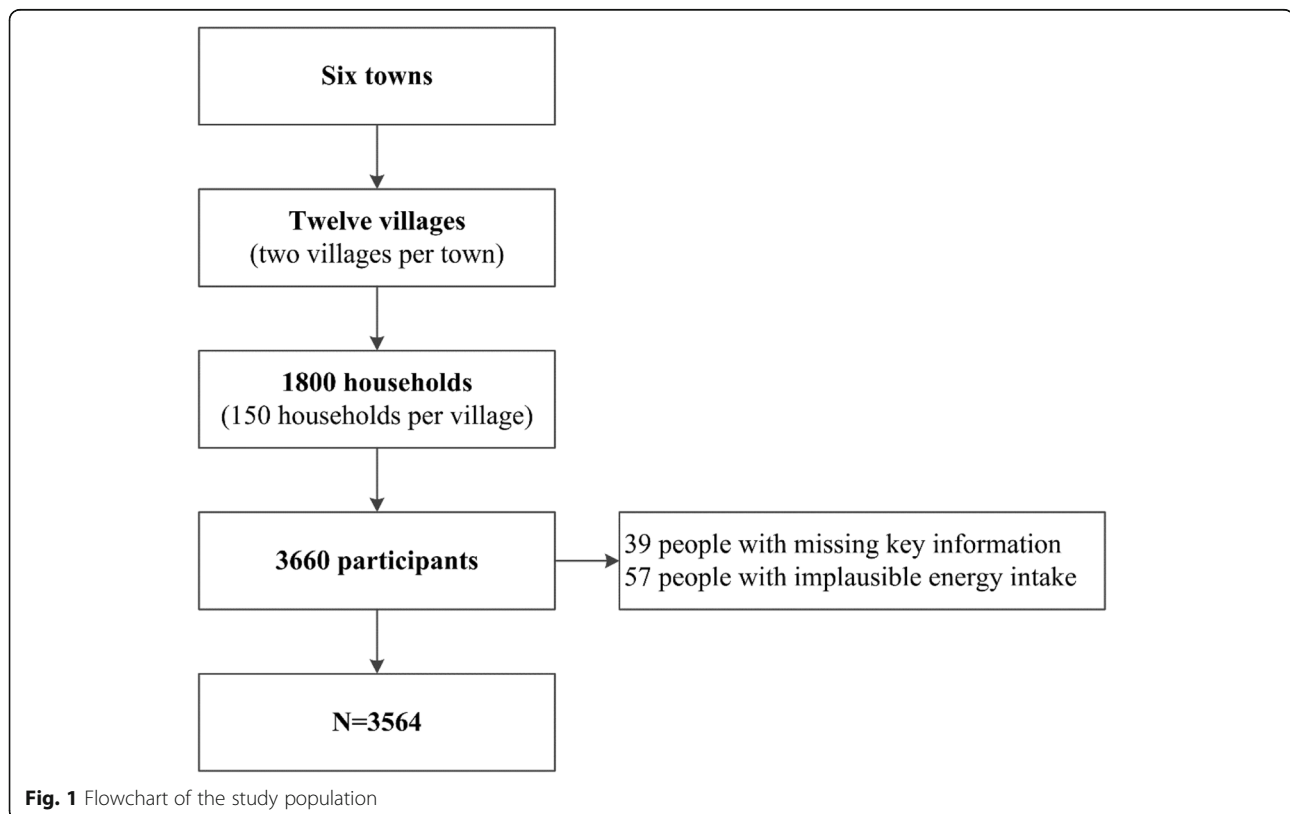 Six towns
Twelve villages
(two villages per town)
1800 households
(150 households per village)
3660 participants
39 people with missing key information
57 people with implausible energy intake
N=3564
Fig. 1 Flowchart of the study population